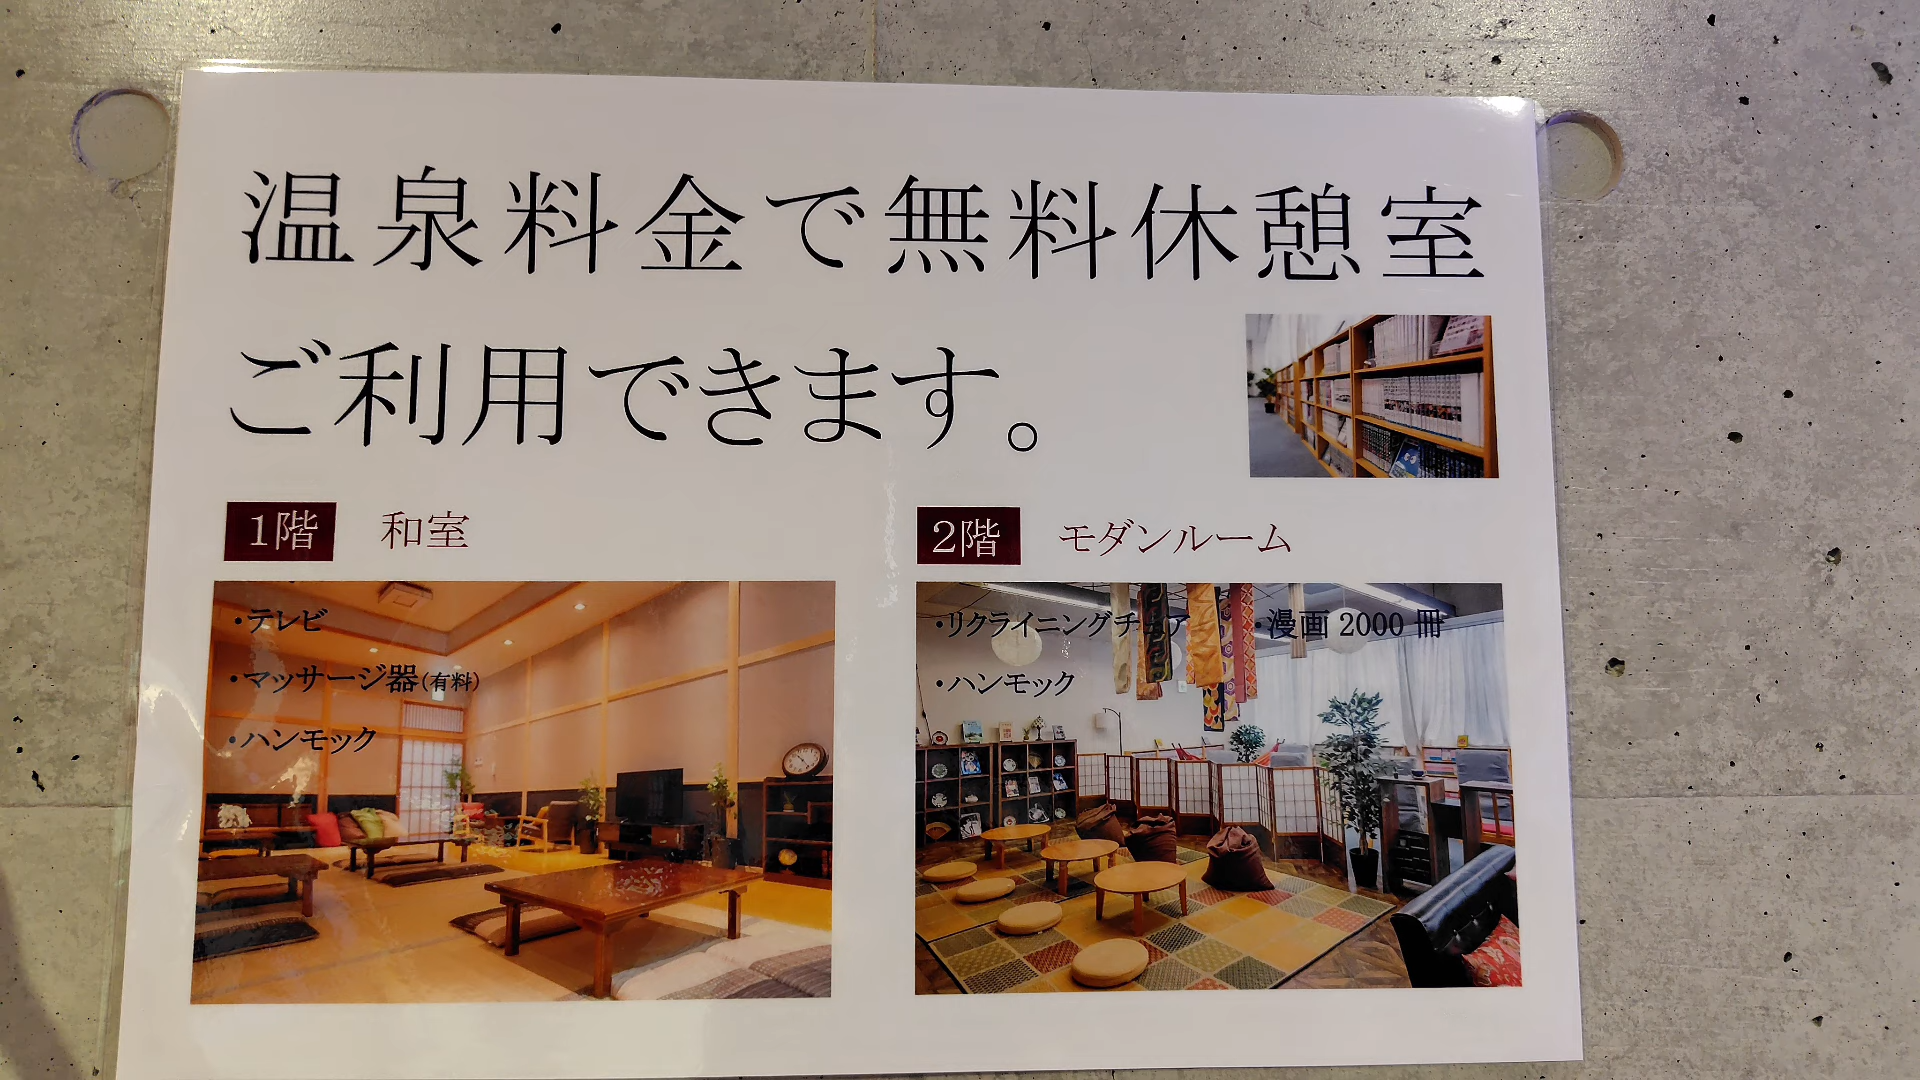 温泉料金で無料休憩室
ご利用できます。
1階 和室
・テレビ
・マッサージ器(有料)
・ハンモック
2階 モダンルーム
・リクライニングチェア ・漫画 2000 冊
・ハンモック